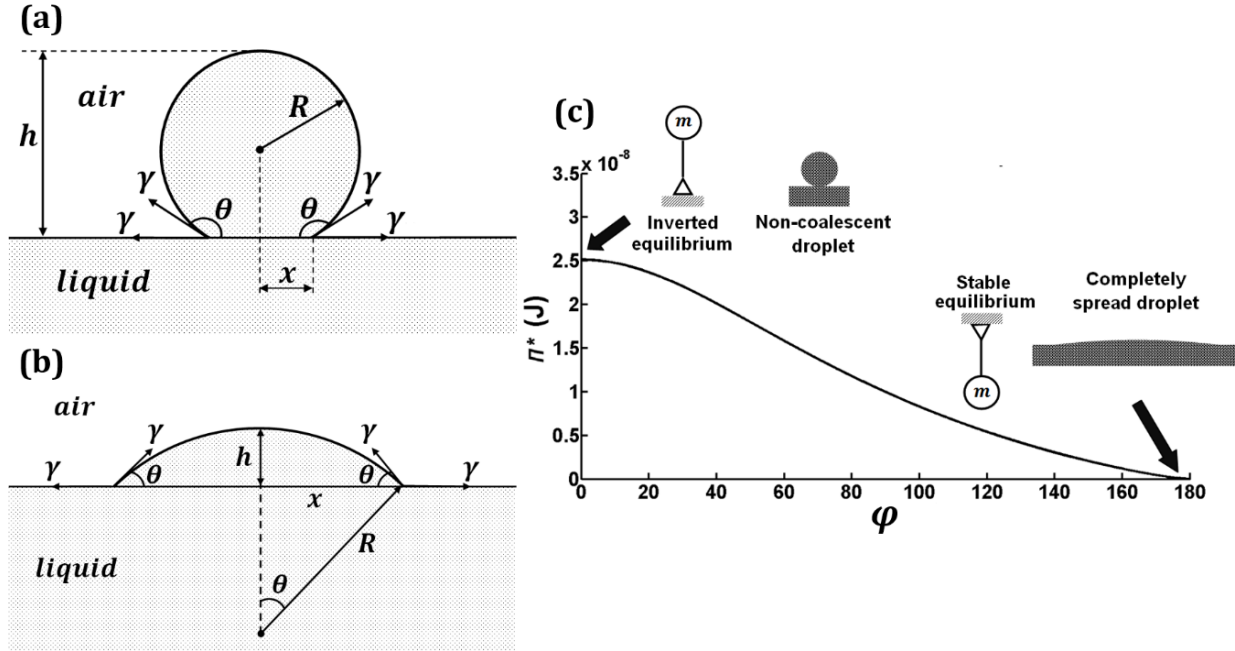 (a)
air
h
R
γ
θ
θ
γ
γ
γ
x
liquid
(b)
air
γ
γ
γ
θ
h
θ
γ
x
R
liquid
θ
(c)
m
× 10⁻⁸
3.5
3
2.5
2
1.5
1
0.5
0
Π* (J)
Inverted
equilibrium
Non-coalescent
droplet
Stable
equilibrium
Completely
spread droplet
m
0 20 40 60 80 100 120 140 160 180
φ